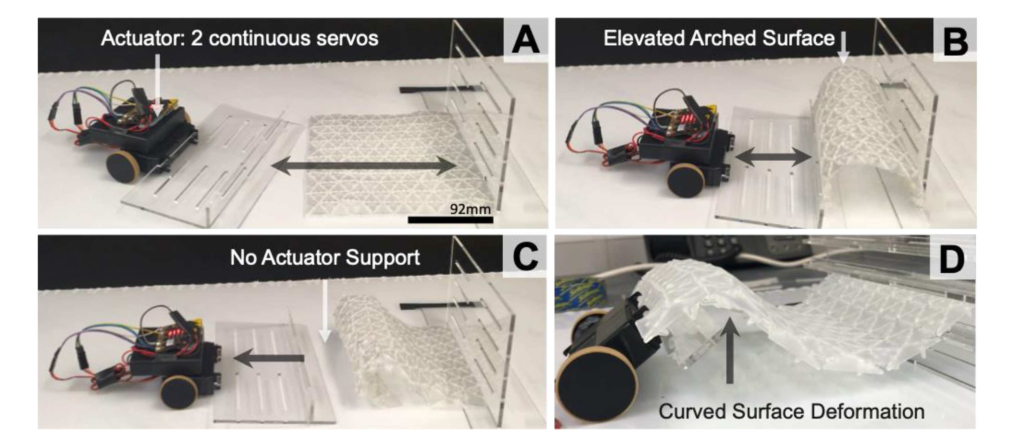 Actuator: 2 continuous servos
A
92mm
Elevated Arched Surface
B
No Actuator Support
C
D
Curved Surface Deformation